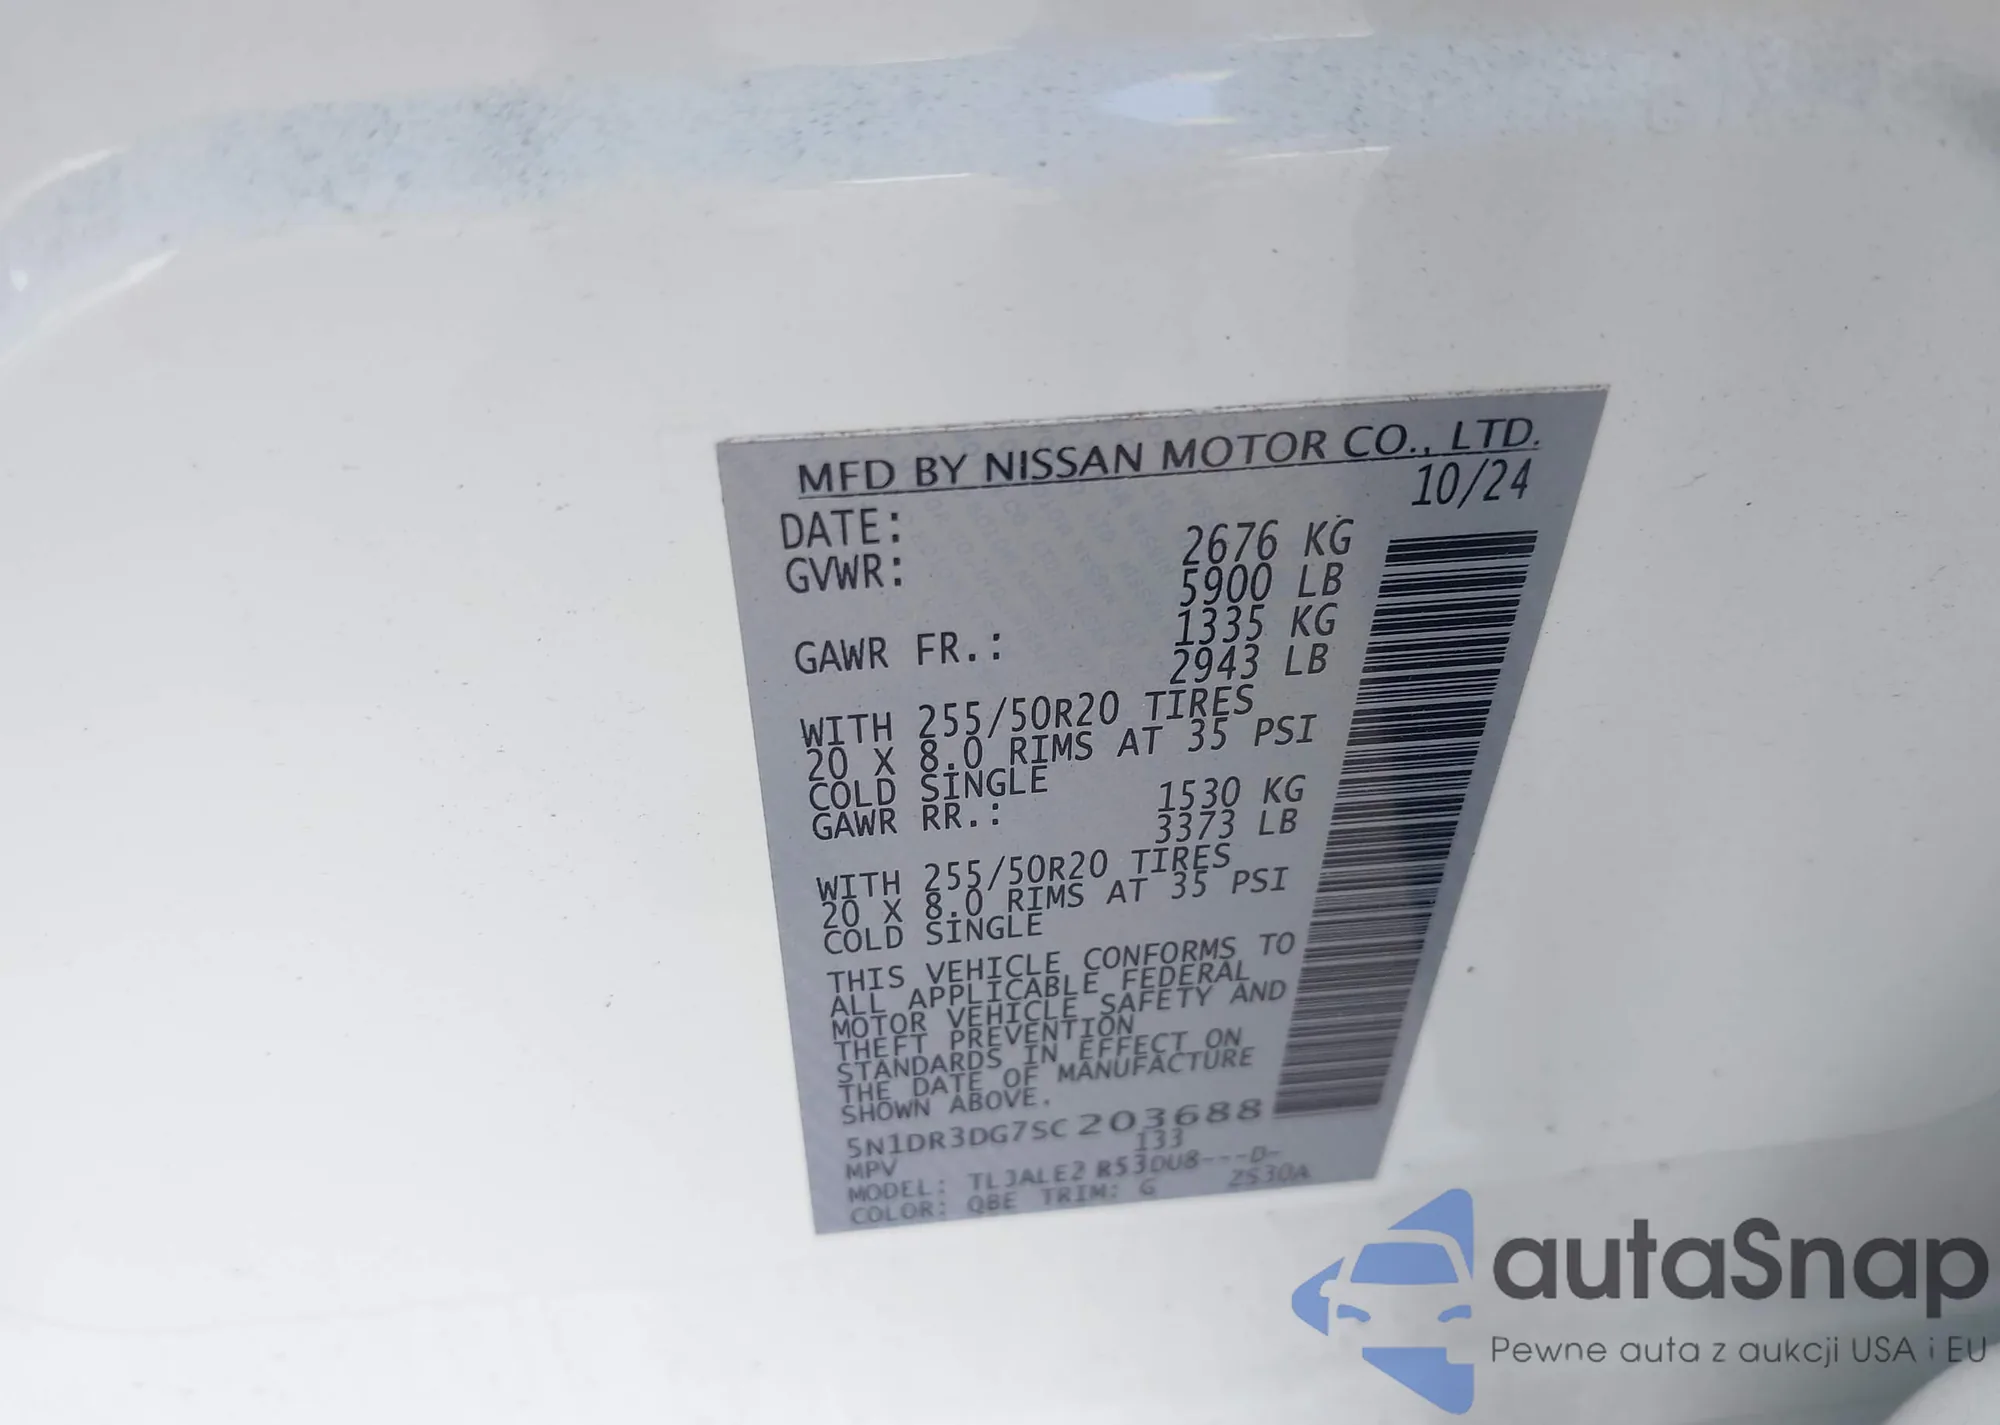 MFD BY NISSAN MOTOR CO., LTD.
DATE: 10/24
GVWR: 2676 KG
5900 LB
GAWR FR.: 1335 KG
2943 LB
WITH 255/50R20 TIRES
20 X 8.0 RIMS AT 35 PSI
COLD SINGLE
GAWR RR.: 1530 KG
3373 LB
WITH 255/50R20 TIRES
20 X 8.0 RIMS AT 35 PSI
COLD SINGLE
THIS VEHICLE CONFORMS TO
ALL APPLICABLE FEDERAL
MOTOR VEHICLE SAFETY AND
THEFT PREVENTION
STANDARDS IN EFFECT ON
THE DATE OF MANUFACTURE
SHOWN ABOVE.
5N1DR3DG7SC203688
MPV 133
MODEL: TLJALE2 R53DU8---D-
COLOR: QBE TRIM: G ZS30A
autaSnap
Pewne auta z aukcji USA i EU